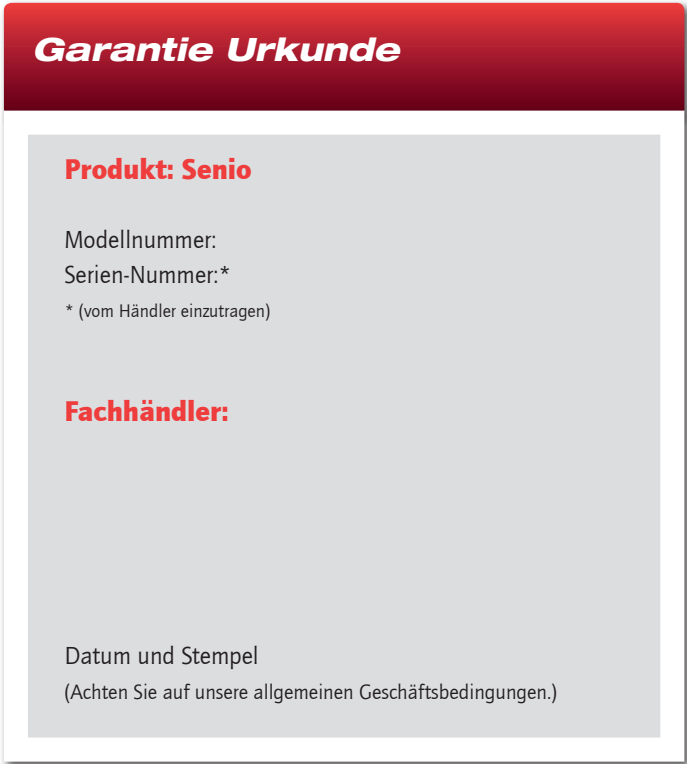 Garantie Urkunde
Produkt: Senio
Modellnummer:
Serien-Nummer:*
* (vom Händler einzutragen)
Fachhändler:
Datum und Stempel
(Achten Sie auf unsere allgemeinen Geschäftsbedingungen.)